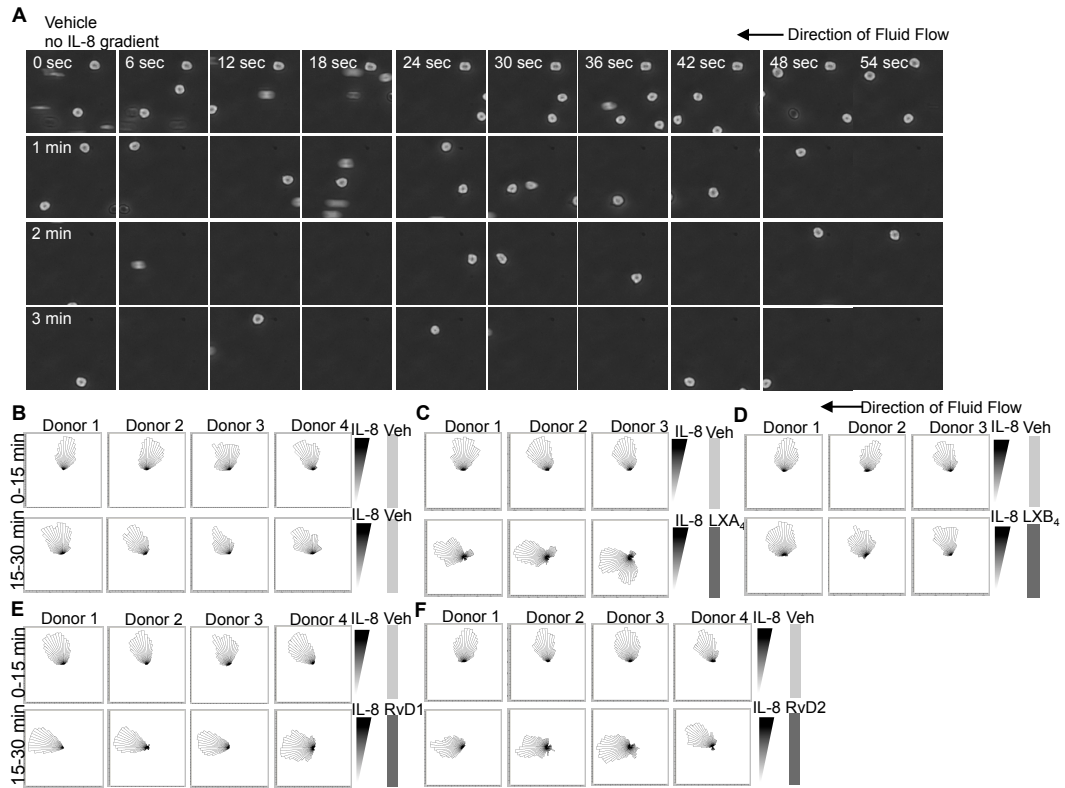 A
Vehicle
no IL-8 gradient
Direction of Fluid Flow
0 sec 6 sec 12 sec 18 sec 24 sec 30 sec 36 sec 42 sec 48 sec 54 sec
1 min
2 min
3 min
Direction of Fluid Flow
B
Donor 1 Donor 2 Donor 3 Donor 4 IL-8 Veh
0-15 min
15-30 min
IL-8 Veh
C
Donor 1 Donor 2 Donor 3 IL-8 Veh
IL-8 LXA₄
D
Donor 1 Donor 2 Donor 3 IL-8 Veh
IL-8 LXB₄
E
Donor 1 Donor 2 Donor 3 Donor 4 IL-8 Veh
0-15 min
15-30 min
IL-8 RvD1
F
Donor 1 Donor 2 Donor 3 Donor 4 IL-8 Veh
IL-8 RvD2